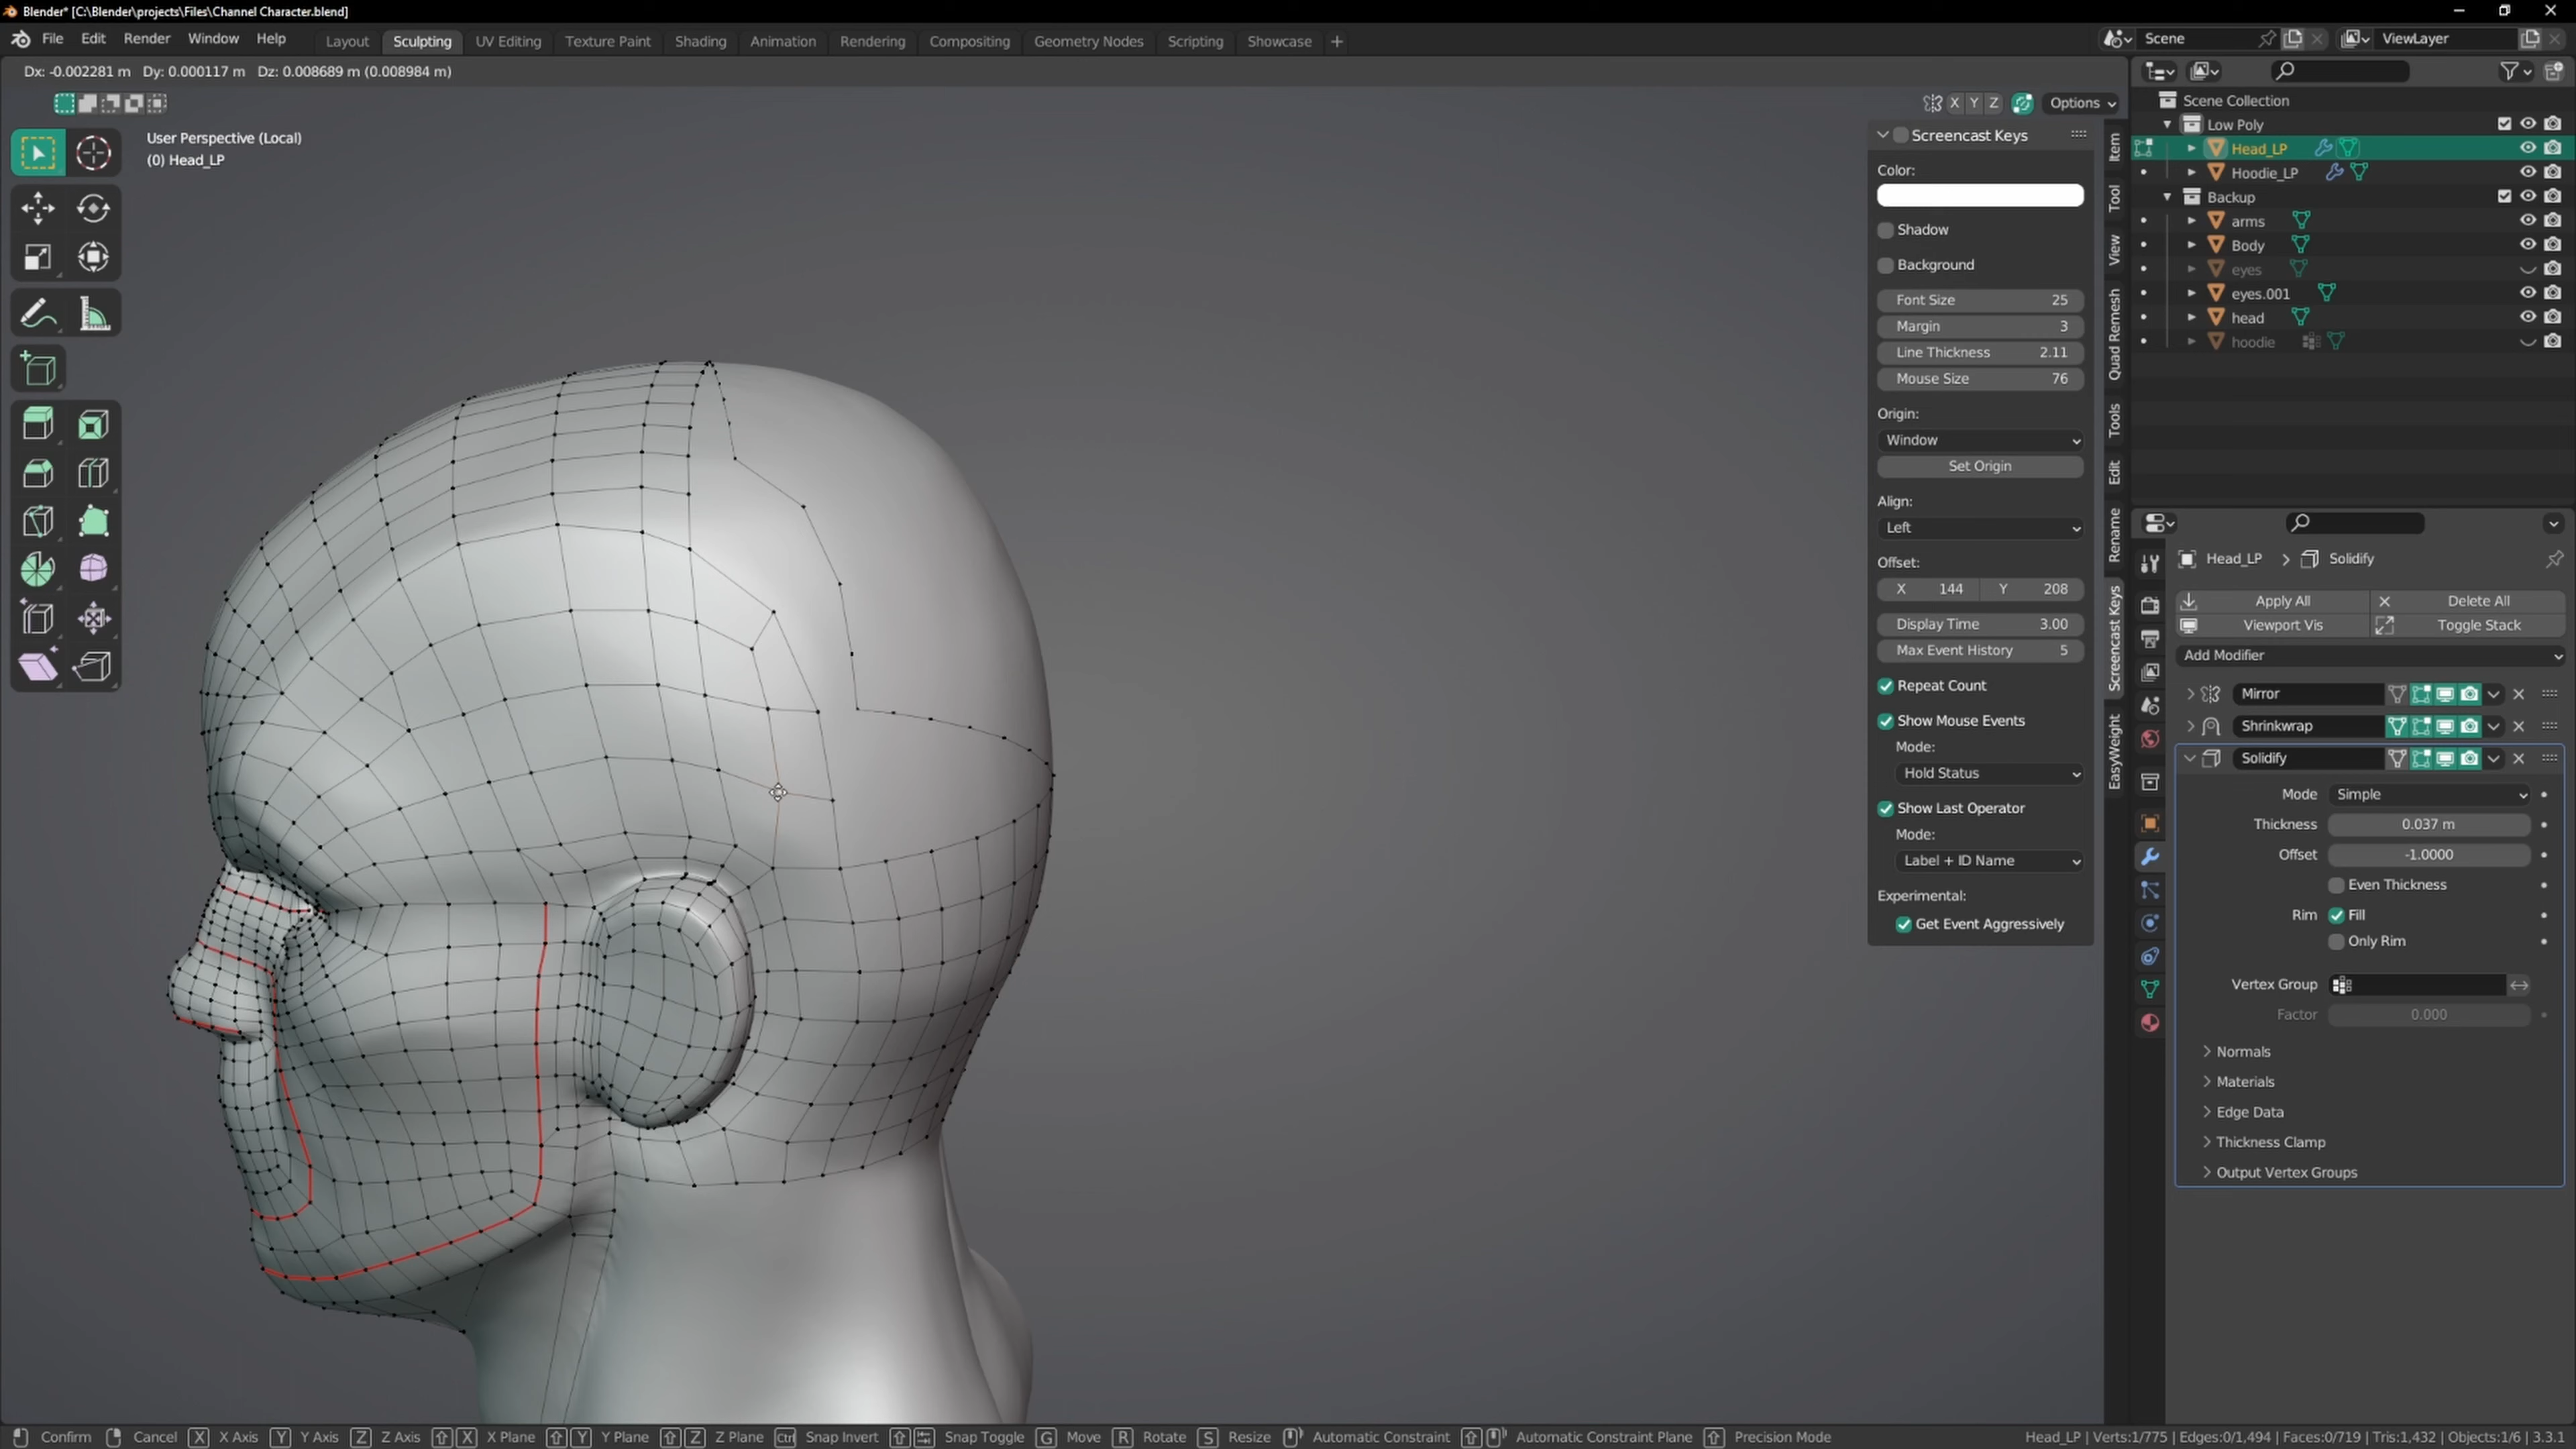 Blender* [C:\Blender\projects\Files\Channel Character.blend]
File Edit Render Window Help Layout Sculpting UV Editing Texture Paint Shading Animation Rendering Compositing Geometry Nodes Scripting Showcase + Scene ViewLayer
Dx: -0.002281 m Dy: 0.000117 m Dz: 0.008689 m (0.008984 m)
X Y Z Options
User Perspective (Local)
(0) Head_LP
Screencast Keys
Color:
Shadow
Background
Font Size 25
Margin 3
Line Thickness 2.11
Mouse Size 76
Origin:
Window
Set Origin
Align:
Left
Offset:
X 144 Y 208
Display Time 3.00
Max Event History 5
Repeat Count
Show Mouse Events
Mode:
Hold Status
Show Last Operator
Mode:
Label + ID Name
Experimental:
Get Event Aggressively
Item
Tool
View
Quad Remesh
Tools
Edit
Rename
Screencast Keys
EasyWeight
Scene Collection
Low Poly
Head_LP
Hoodie_LP
Backup
arms
Body
eyes
eyes.001
head
hoodie
Head_LP > Solidify
Apply All Delete All
Viewport Vis Toggle Stack
Add Modifier
Mirror
Shrinkwrap
Solidify
Mode Simple
Thickness 0.037 m
Offset -1.0000
Even Thickness
Rim Fill
Only Rim
Vertex Group
Factor 0.000
Normals
Materials
Edge Data
Thickness Clamp
Output Vertex Groups
Confirm Cancel X X Axis Y Y Axis Z Z Axis X X Plane Y Y Plane Z Z Plane Ctrl Snap Invert Snap Toggle G Move R Rotate S Resize Automatic Constraint Automatic Constraint Plane Precision Mode Head_LP | Verts:1/775 | Edges:0/1,494 | Faces:0/719 | Tris:1,432 | Objects:1/6 | 3.3.1